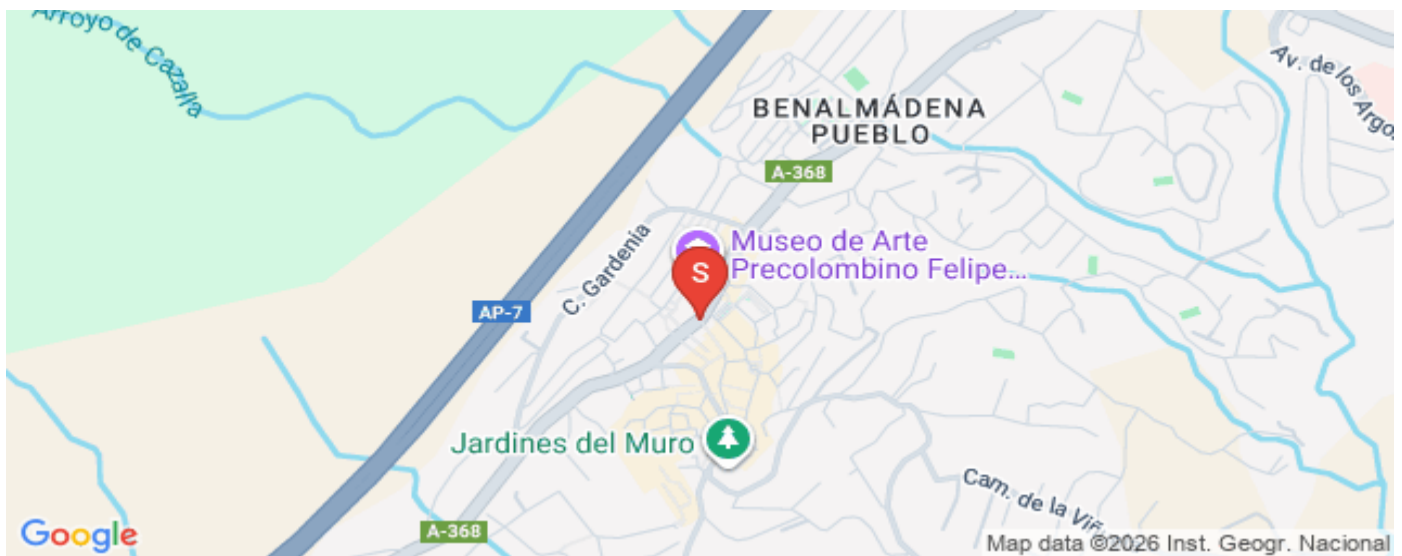 Arroyo de Cazalla
Av. de los Argo
BENALMÁDENA
PUEBLO
A-368
C. Gardenia
Museo de Arte
Precolombino Felipe...
S
AP-7
Jardines del Muro
Cam. de la Viñ
A-368
Google
Map data ©2026 Inst. Geogr. Nacional